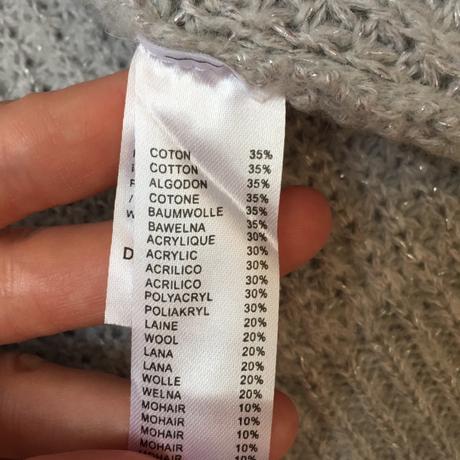 COTON 35%
COTTON 35%
ALGODON 35%
COTONE 35%
BAUMWOLLE 35%
BAWELNA 35%
ACRYLIQUE 30%
ACRYLIC 30%
ACRILICO 30%
ACRILICO 30%
POLYACRYL 30%
POLIAKRYL 30%
LAINE 20%
WOOL 20%
LANA 20%
LANA 20%
WOLLE 20%
WELNA 20%
MOHAIR 10%
MOHAIR 10%
MOHAIR 10%
MOHAIR 10%
MOHAIR 10%
D